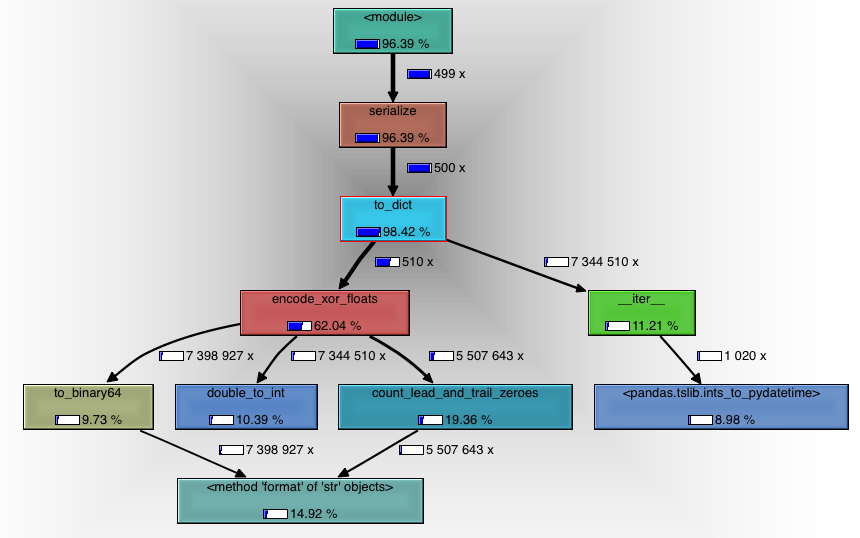 <module>
96.39 %
499 x
serialize
96.39 %
500 x
to_dict
98.42 %
510 x
7 344 510 x
encode_xor_floats
62.04 %
__iter__
11.21 %
7 398 927 x
7 344 510 x
5 507 643 x
1 020 x
to_binary64
9.73 %
double_to_int
10.39 %
count_lead_and_trail_zeroes
19.36 %
<pandas.tslib.ints_to_pydatetime>
8.98 %
7 398 927 x
5 507 643 x
<method 'format' of 'str' objects>
14.92 %